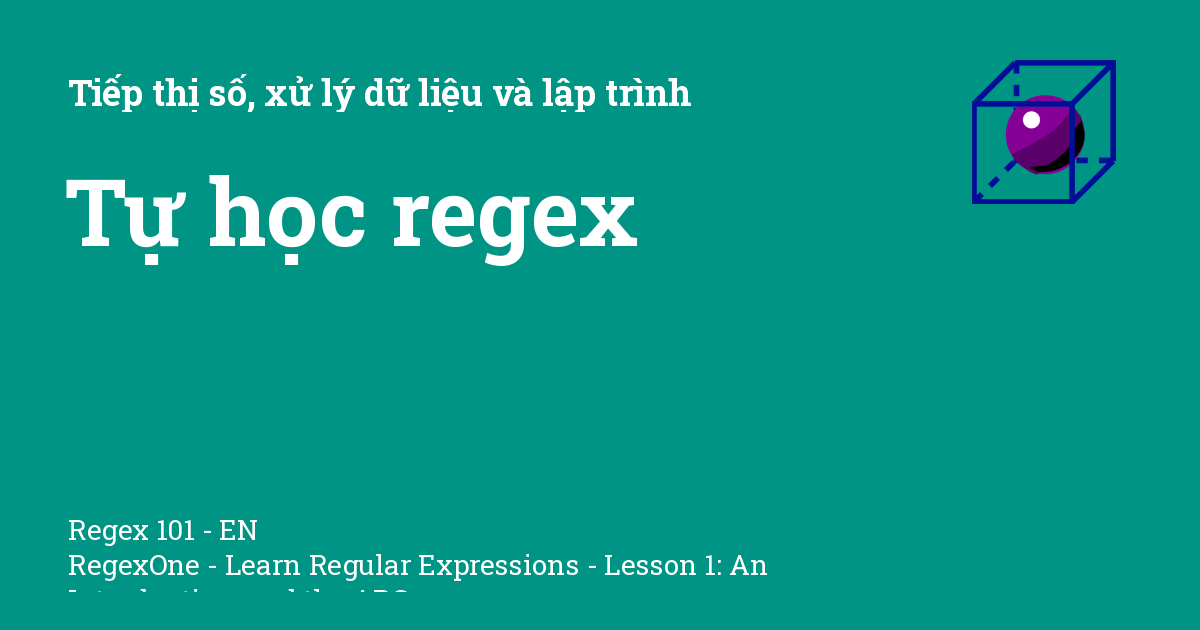 Tiếp thị số, xử lý dữ liệu và lập trình
Tự học regex
Regex 101 - EN
RegexOne - Learn Regular Expressions - Lesson 1: An